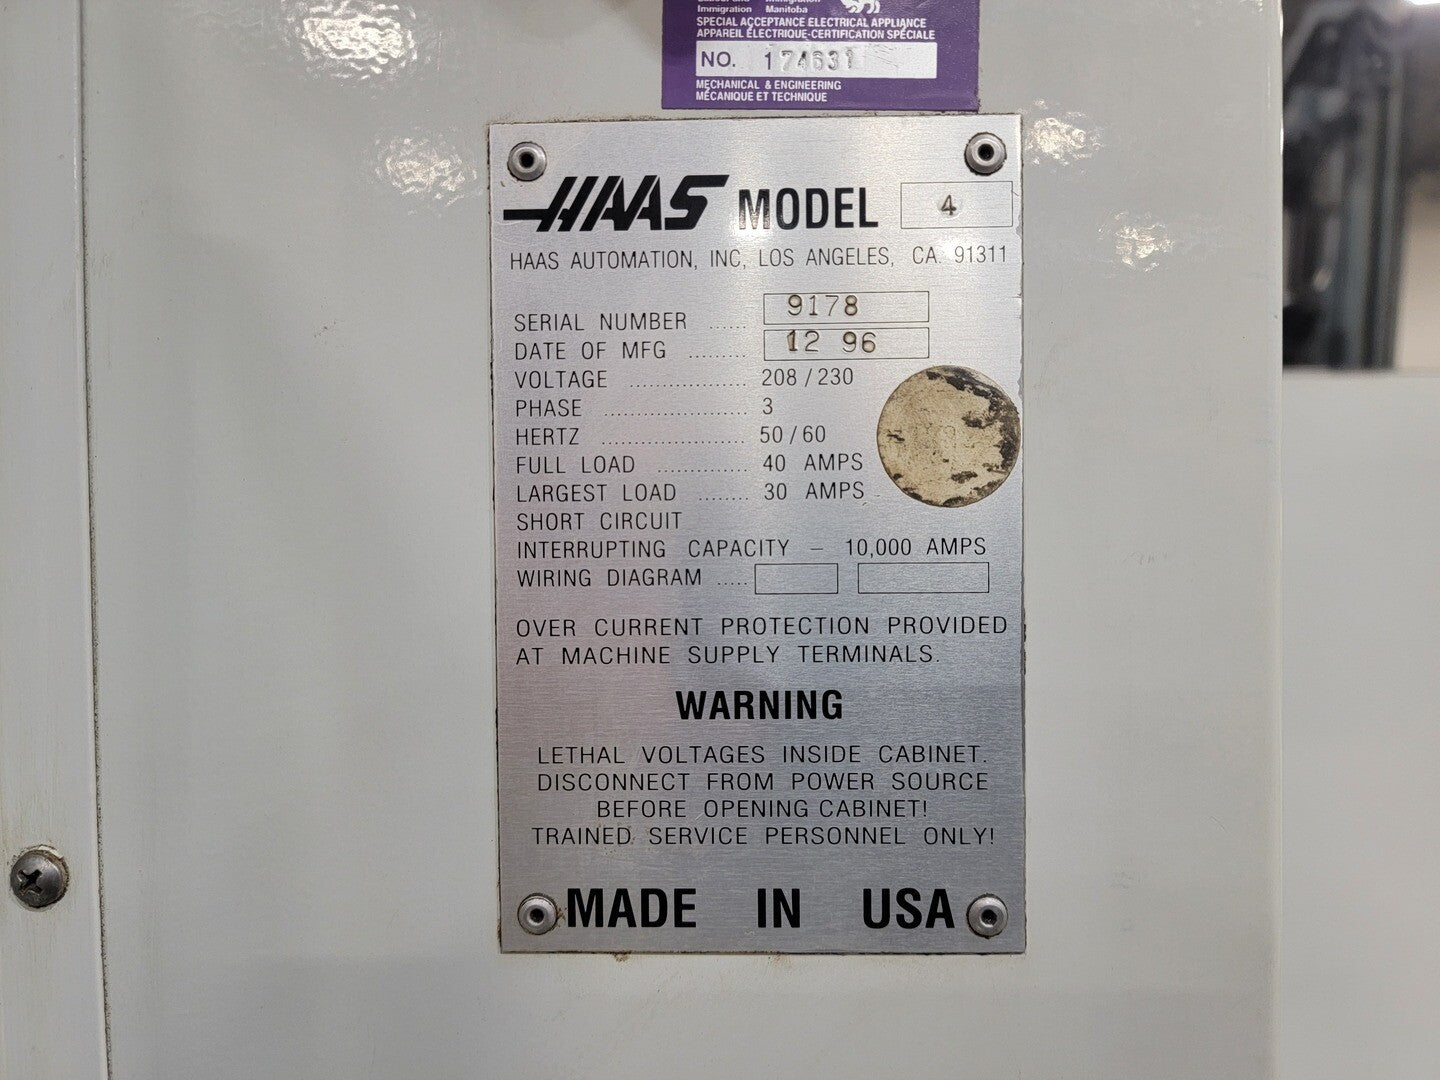 Immigration Manitoba
SPECIAL ACCEPTANCE ELECTRICAL APPLIANCE
APPAREIL ÉLECTRIQUE-CERTIFICATION SPÉCIALE
NO. 174631
MECHANICAL & ENGINEERING
MÉCANIQUE ET TECHNIQUE
HAAS MODEL 4
HAAS AUTOMATION, INC, LOS ANGELES, CA. 91311
SERIAL NUMBER ...... 9178
DATE OF MFG ......... 12 96
VOLTAGE .................. 208 / 230
PHASE ...................... 3
HERTZ ...................... 50 / 60
FULL LOAD .............. 40 AMPS
LARGEST LOAD ........ 30 AMPS
SHORT CIRCUIT
INTERRUPTING CAPACITY – 10,000 AMPS
WIRING DIAGRAM .....
OVER CURRENT PROTECTION PROVIDED
AT MACHINE SUPPLY TERMINALS.
WARNING
LETHAL VOLTAGES INSIDE CABINET.
DISCONNECT FROM POWER SOURCE
BEFORE OPENING CABINET!
TRAINED SERVICE PERSONNEL ONLY!
MADE IN USA